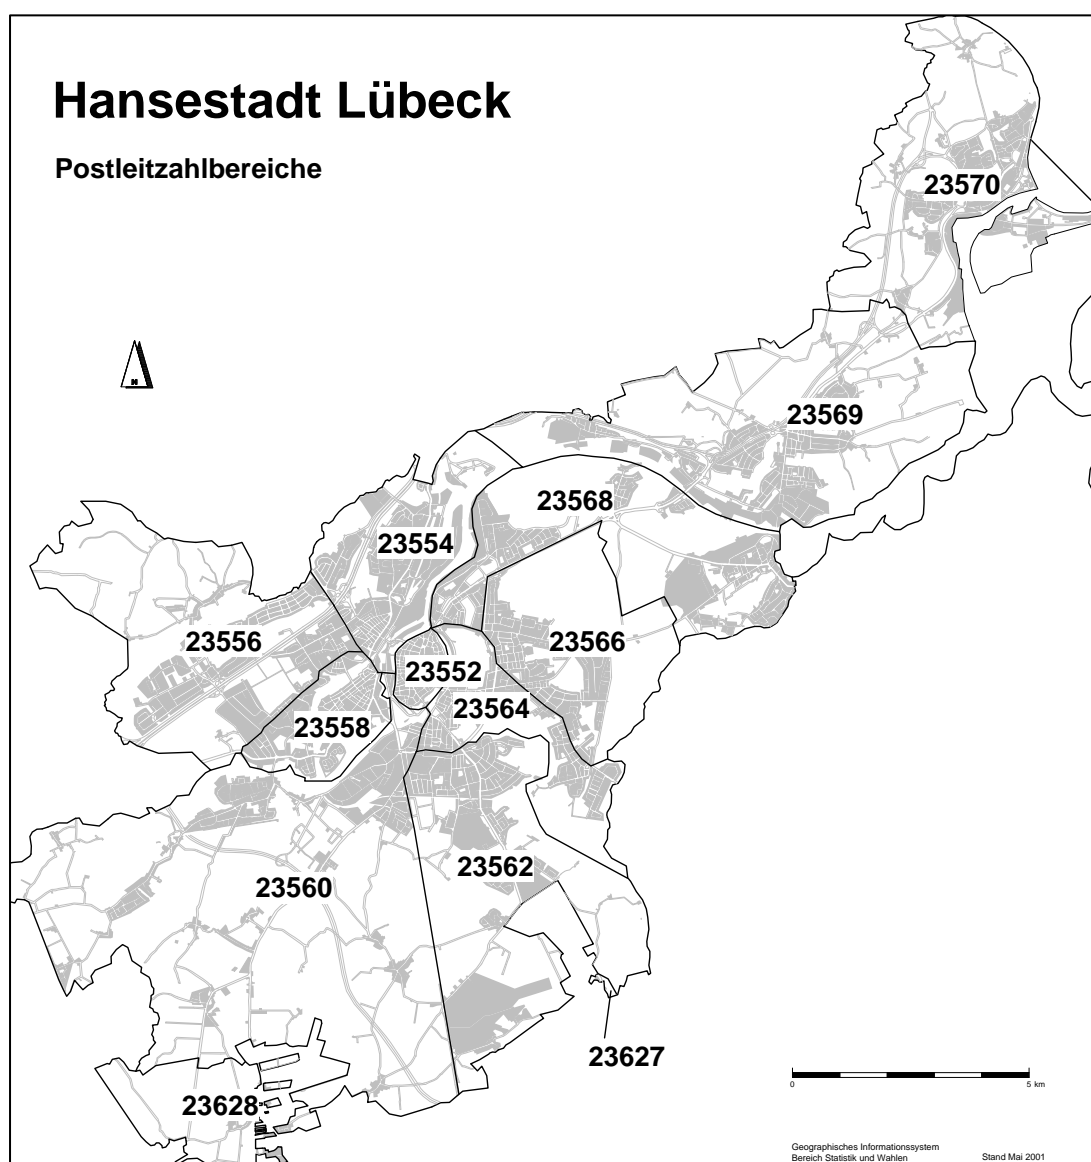 Hansestadt Lübeck
Postleitzahlbereiche
23570
N
23569
23568
23554
23556
23566
23552
23564
23558
23562
23560
23627
23628
0 5 km
Geographisches Informationssystem
Bereich Statistik und Wahlen Stand Mai 2001